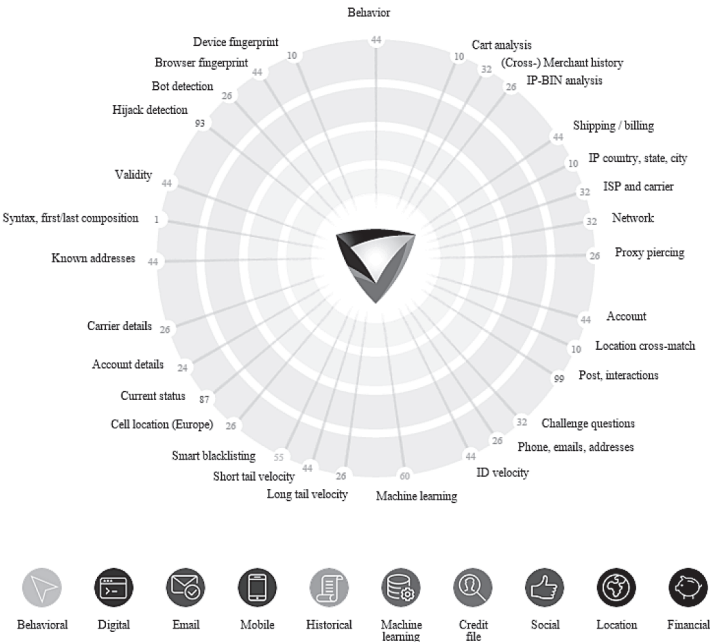 Behavior
44
Device fingerprint
10
10
Cart analysis
Browser fingerprint
44
32
(Cross-) Merchant history
Bot detection
26
26
IP-BIN analysis
Hijack detection
93
44
Shipping / billing
10
IP country, state, city
Validity
44
32
ISP and carrier
Syntax, first/last composition
1
32
Network
Known addresses
44
26
Proxy piercing
Carrier details
26
44
Account
Account details
24
10
Location cross-match
Current status
87
99
Post, interactions
Cell location (Europe)
26
32
Challenge questions
Smart blacklisting
55
26
Phone, emails, addresses
Short tail velocity
44
44
ID velocity
Long tail velocity
26
60
Machine learning
Behavioral
Digital
Email
Mobile
Historical
Machine
learning
Credit
file
Social
Location
Financial